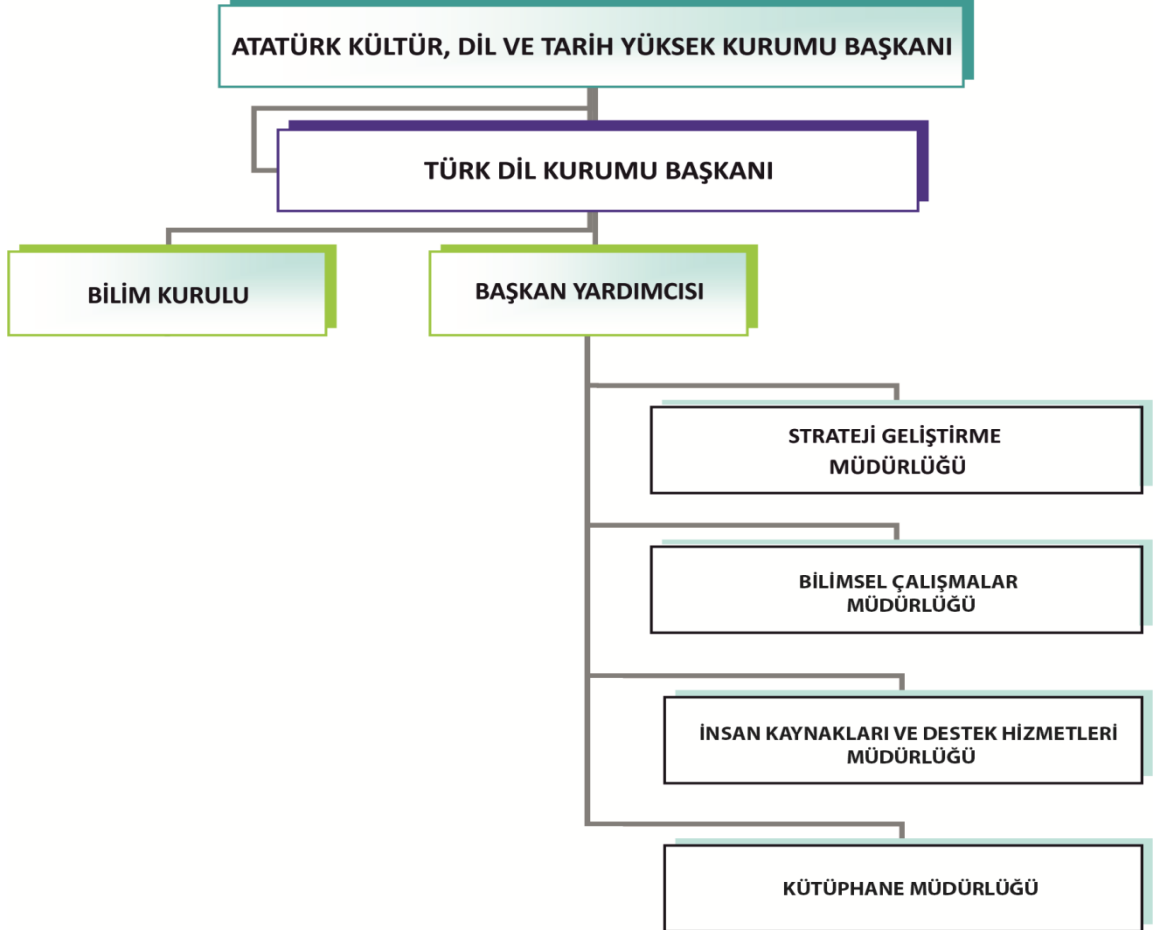 ATATÜRK KÜLTÜR, DİL VE TARİH YÜKSEK KURUMU BAŞKANI
TÜRK DİL KURUMU BAŞKANI
BİLİM KURULU
BAŞKAN YARDIMCISI
STRATEJİ GELİŞTİRME
MÜDÜRLÜĞÜ
BİLİMSEL ÇALIŞMALAR
MÜDÜRLÜĞÜ
İNSAN KAYNAKLARI VE DESTEK HİZMETLERİ
MÜDÜRLÜĞÜ
KÜTÜPHANE MÜDÜRLÜĞÜ